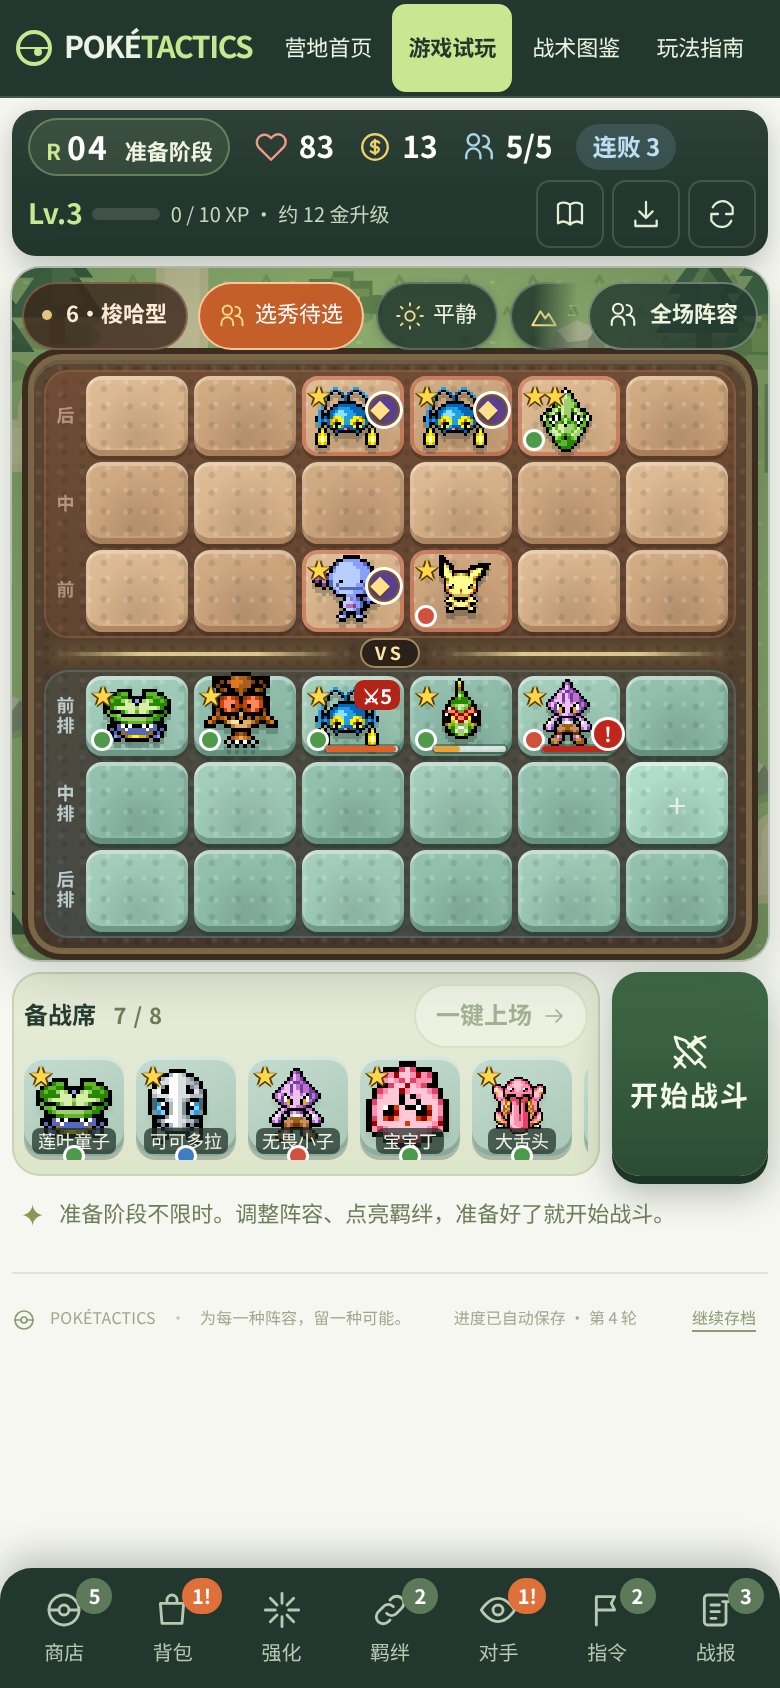 POKÉTACTICS 营地首页 游戏试玩 战术图鉴 玩法指南
R 04 准备阶段 83 13 5/5 连败 3
Lv.3 0 / 10 XP · 约 12 金升级
6 · 梭哈型 选秀待选 平静 全场阵容
后
中
前
VS
前排
5
!
中排
+
后排
备战席 7 / 8 一键上场 →
莲叶童子 可可多拉 无畏小子 宝宝丁 大舌头
开始战斗
准备阶段不限时。调整阵容、点亮羁绊，准备好了就开始战斗。
POKÉTACTICS · 为每一种阵容，留一种可能。 进度已自动保存 · 第 4 轮 继续存档
5 1! 2 1! 2 3
商店 背包 强化 羁绊 对手 指令 战报